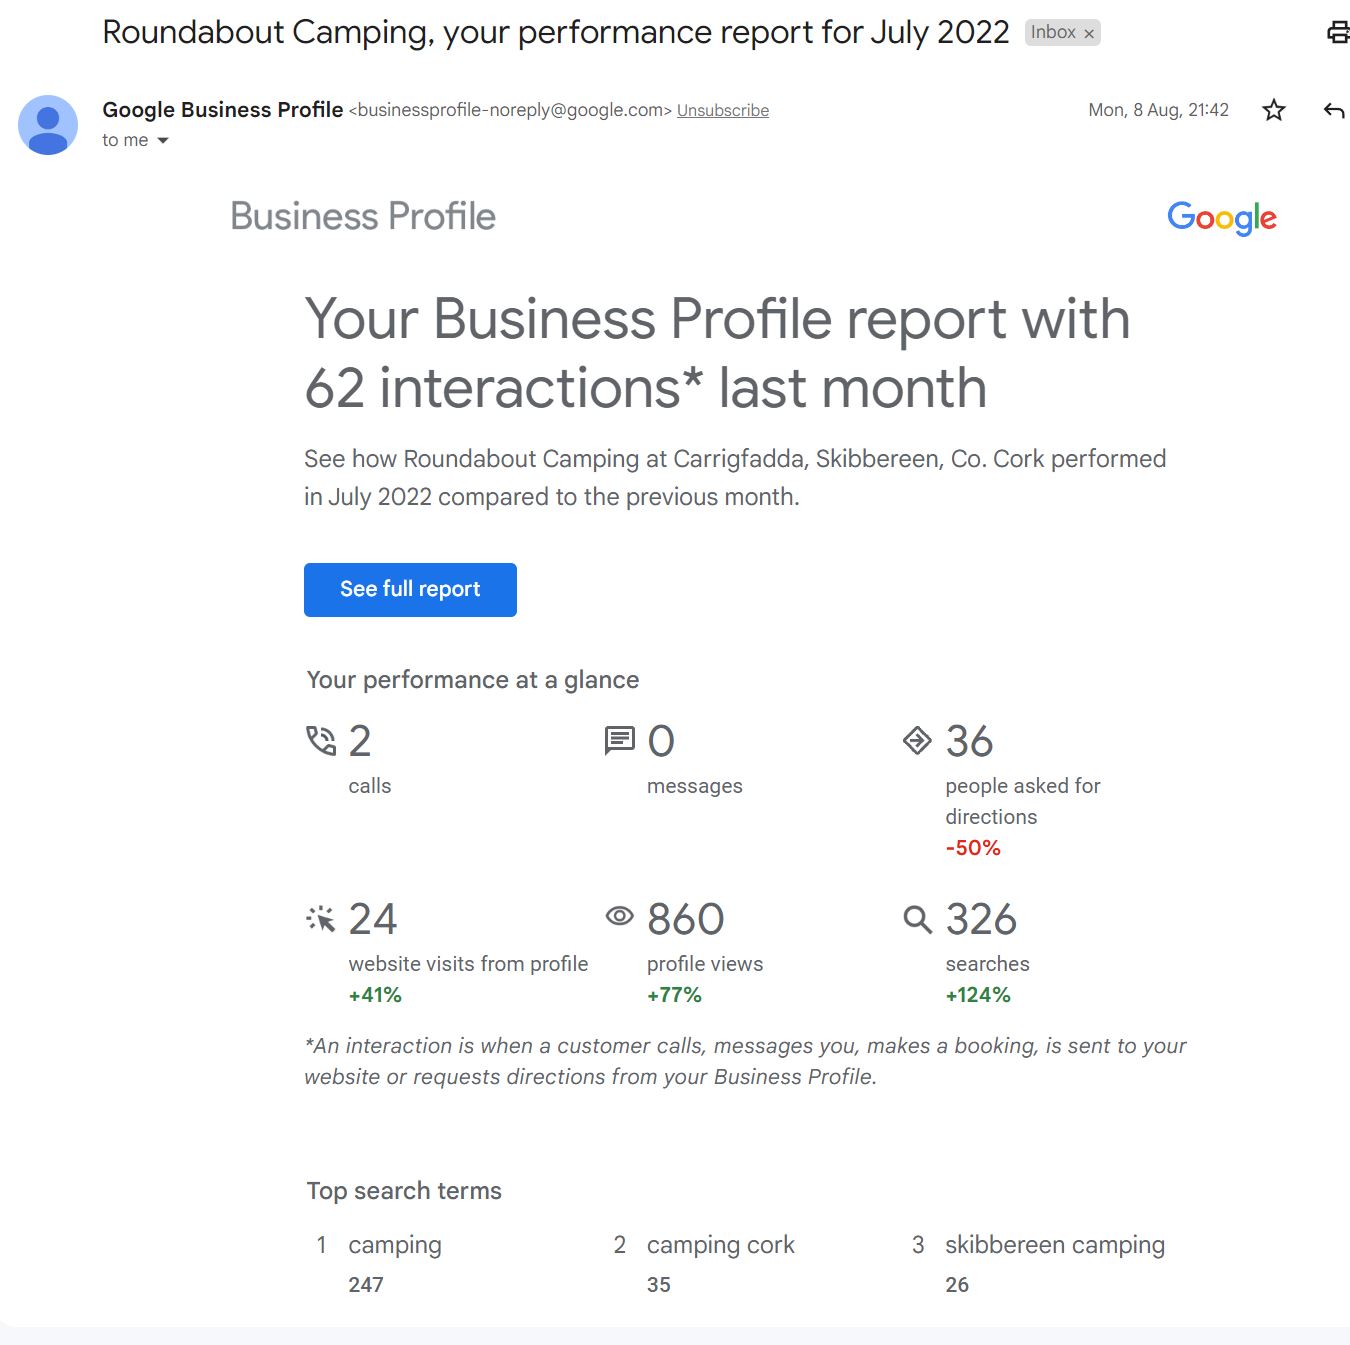 Roundabout Camping, your performance report for July 2022 Inbox ×
Google Business Profile <businessprofile-noreply@google.com> Unsubscribe Mon, 8 Aug, 21:42
to me
Business Profile Google
Your Business Profile report with
62 interactions* last month
See how Roundabout Camping at Carrigfadda, Skibbereen, Co. Cork performed
in July 2022 compared to the previous month.
See full report
Your performance at a glance
2 0 36
calls messages people asked for
directions
-50%
24 860 326
website visits from profile profile views searches
+41% +77% +124%
*An interaction is when a customer calls, messages you, makes a booking, is sent to your
website or requests directions from your Business Profile.
Top search terms
1 camping 2 camping cork 3 skibbereen camping
247 35 26